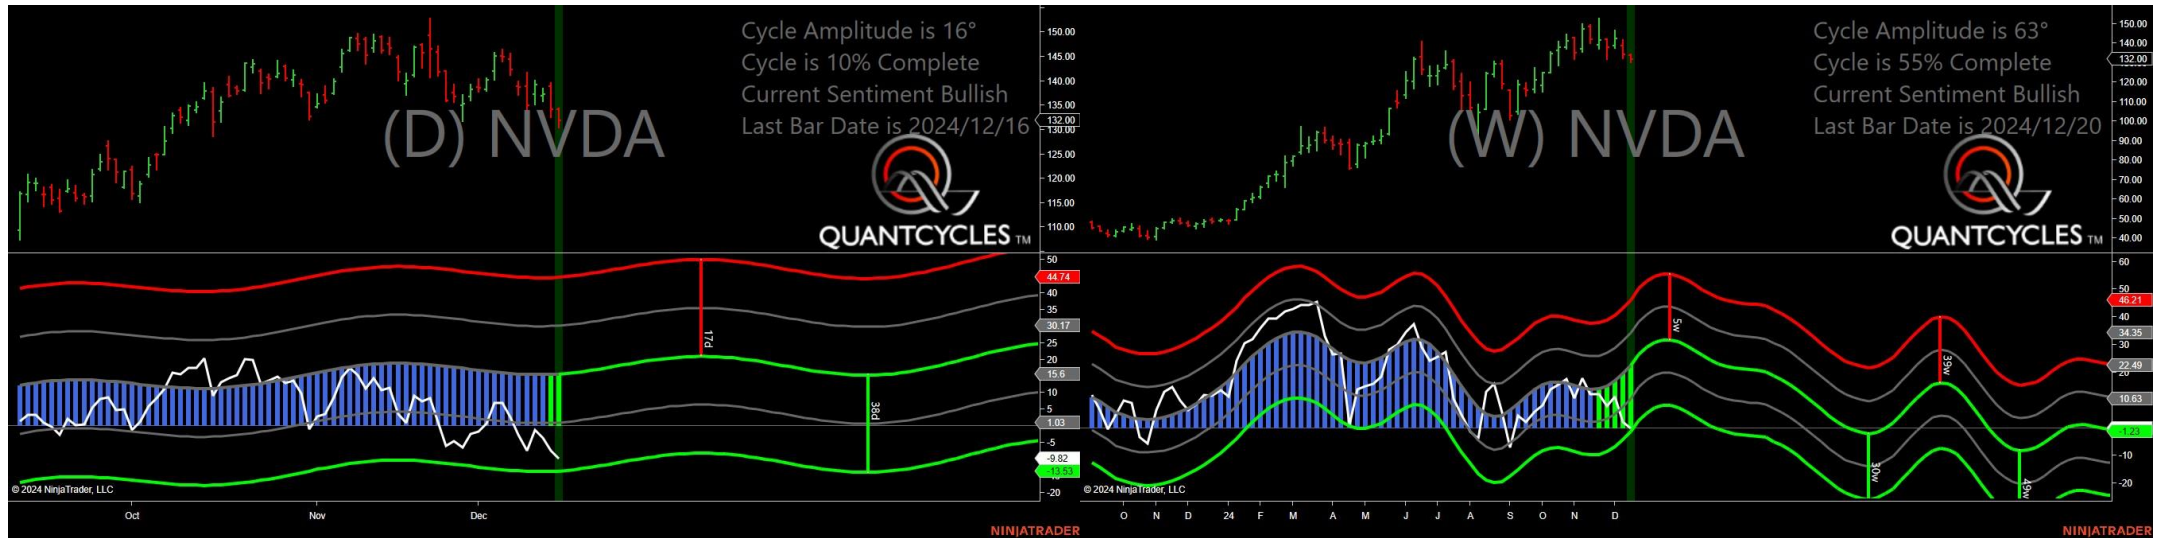 Cycle Amplitude is 16°
Cycle is 10% Complete
Current Sentiment Bullish
Last Bar Date is 2024/12/16
(D) NVDA
QUANTCYCLES TM
150.00
145.00
140.00
135.00
132.00
130.00
125.00
120.00
115.00
110.00
50
44.74
40
35
30.17
25
20
15.6
10
5
1.03
-5
-9.82
-13.53
-20
17d
38d
© 2024 NinjaTrader, LLC
Oct
Nov
Dec
NINJATRADER
Cycle Amplitude is 63°
Cycle is 55% Complete
Current Sentiment Bullish
Last Bar Date is 2024/12/20
(W) NVDA
QUANTCYCLES TM
150.00
140.00
132.00
120.00
110.00
100.00
90.00
80.00
70.00
60.00
50.00
40.00
60
46.21
40
34.35
30
22.49
20
10.63
-1.23
-10
-20
5w
30w
39w
49w
© 2024 NinjaTrader, LLC
O N D 24 F M A M J J A S O N D
NINJATRADER